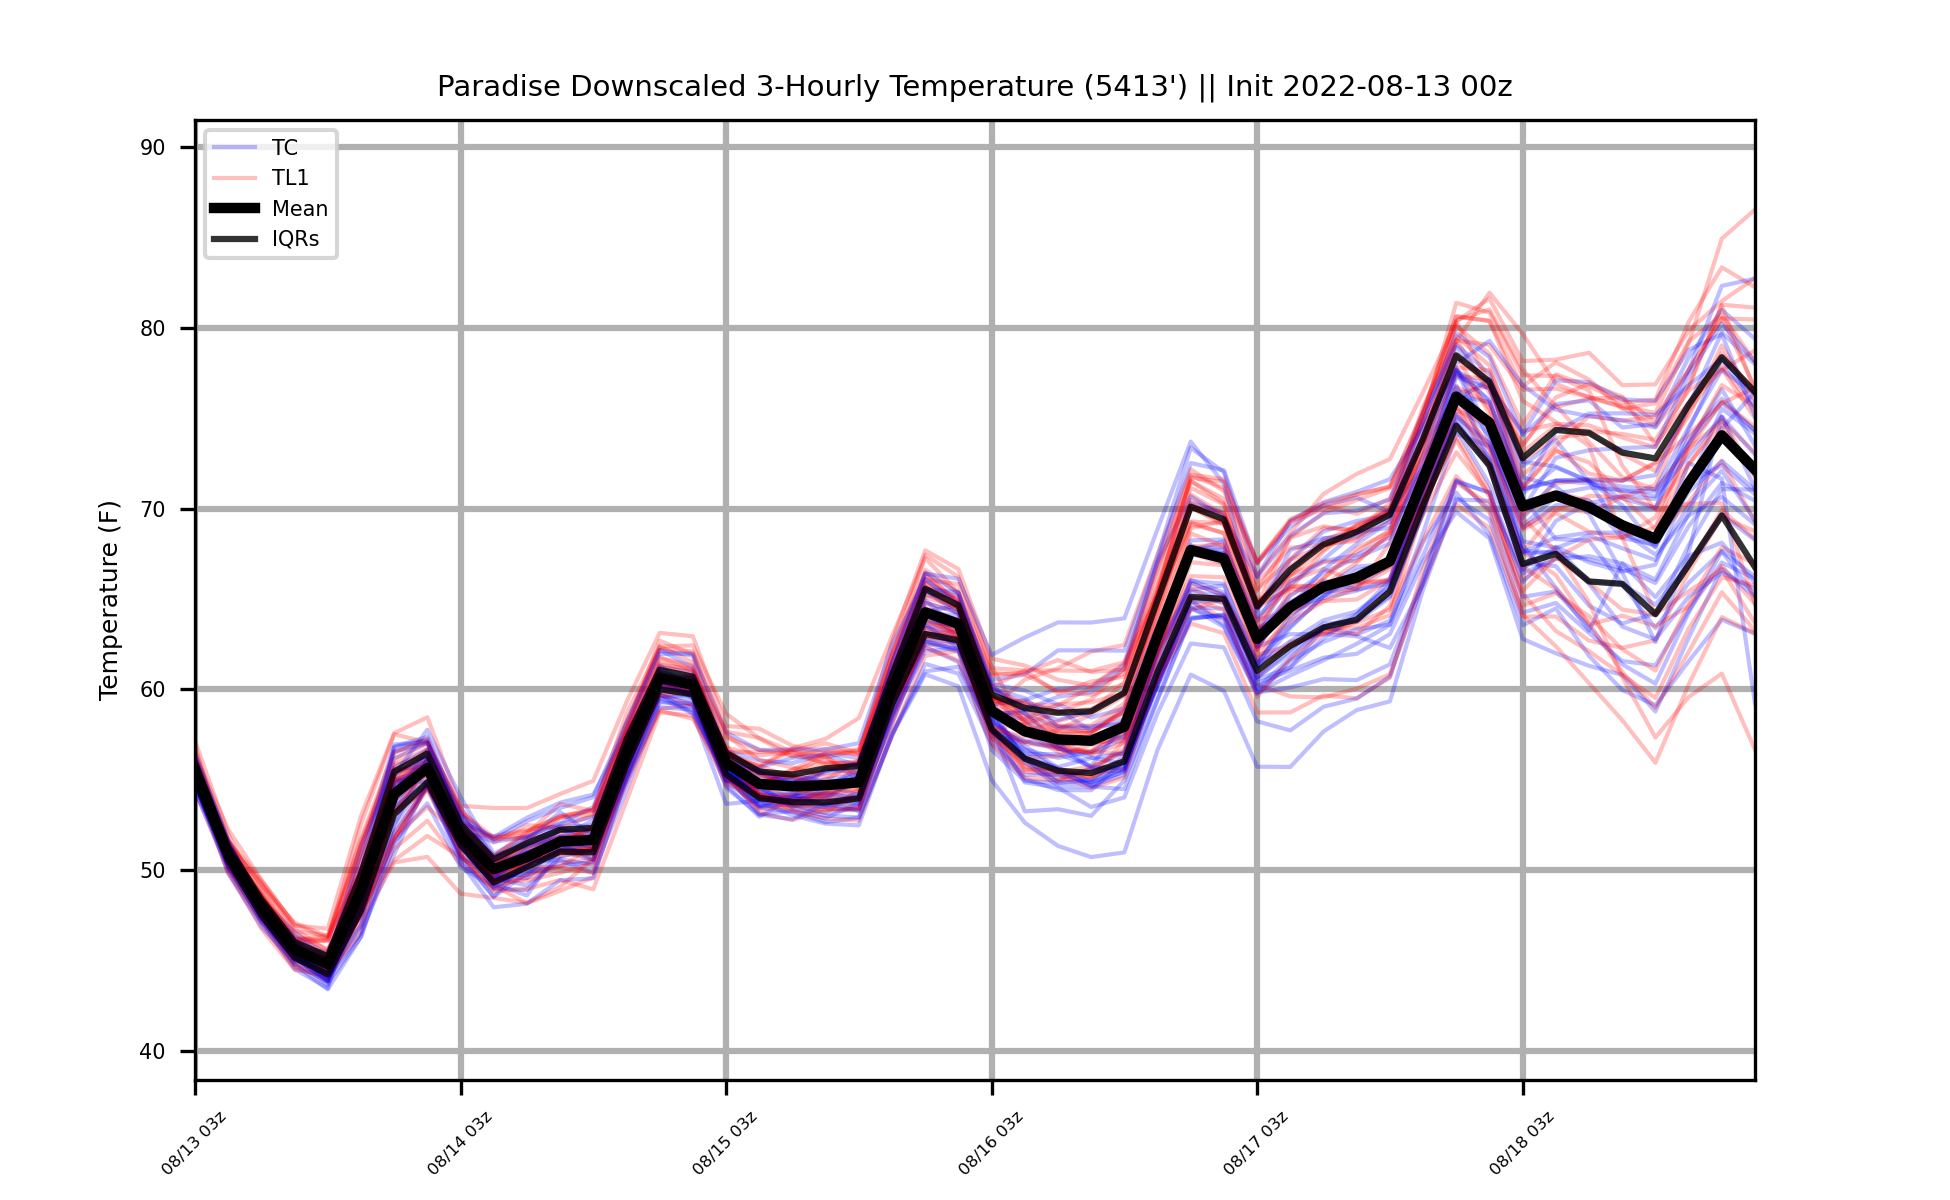 Paradise Downscaled 3-Hourly Temperature (5413') || Init 2022-08-13 00z
TC
TL1
Mean
IQRs
Temperature (F)
90
80
70
60
50
40
08/13 03z
08/14 03z
08/15 03z
08/16 03z
08/17 03z
08/18 03z